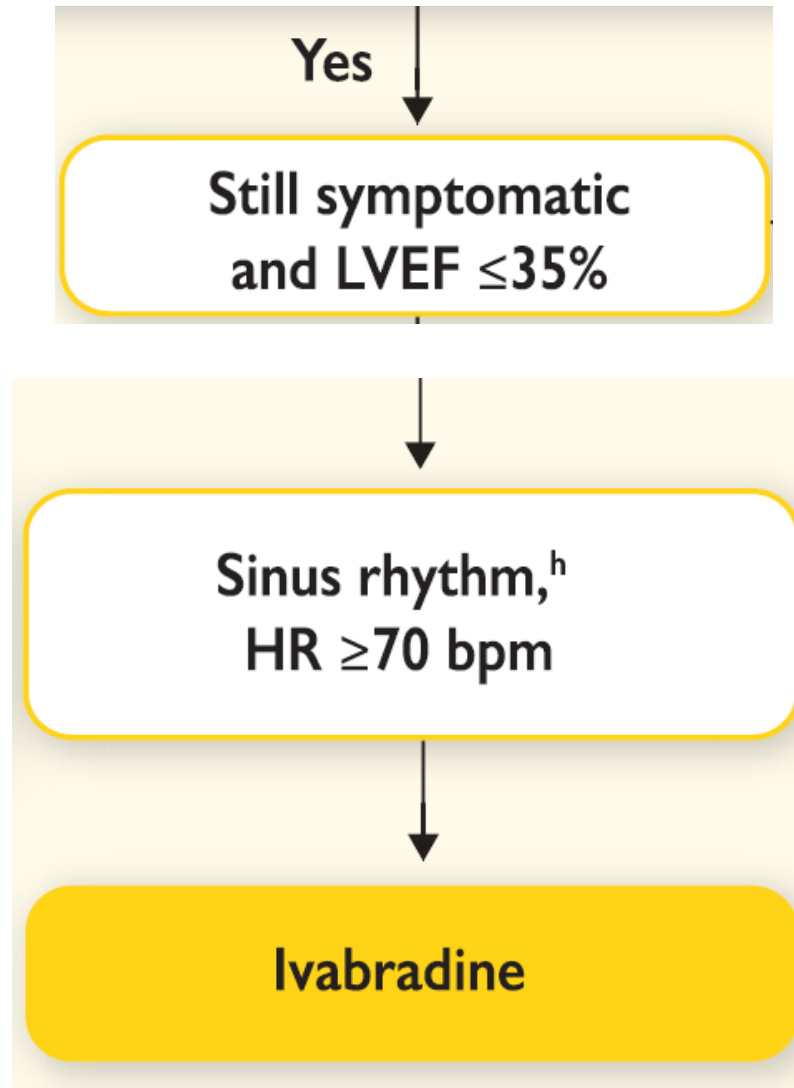 Yes
Still symptomatic
and LVEF ≤35%
Sinus rhythm,ʰ
HR ≥70 bpm
Ivabradine